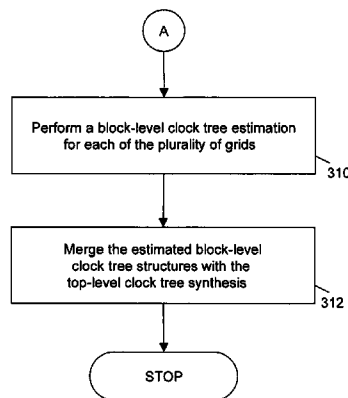 A
Perform a block-level clock tree estimation
for each of the plurality of grids
310
Merge the estimated block-level
clock tree structures with the
top-level clock tree synthesis
312
STOP